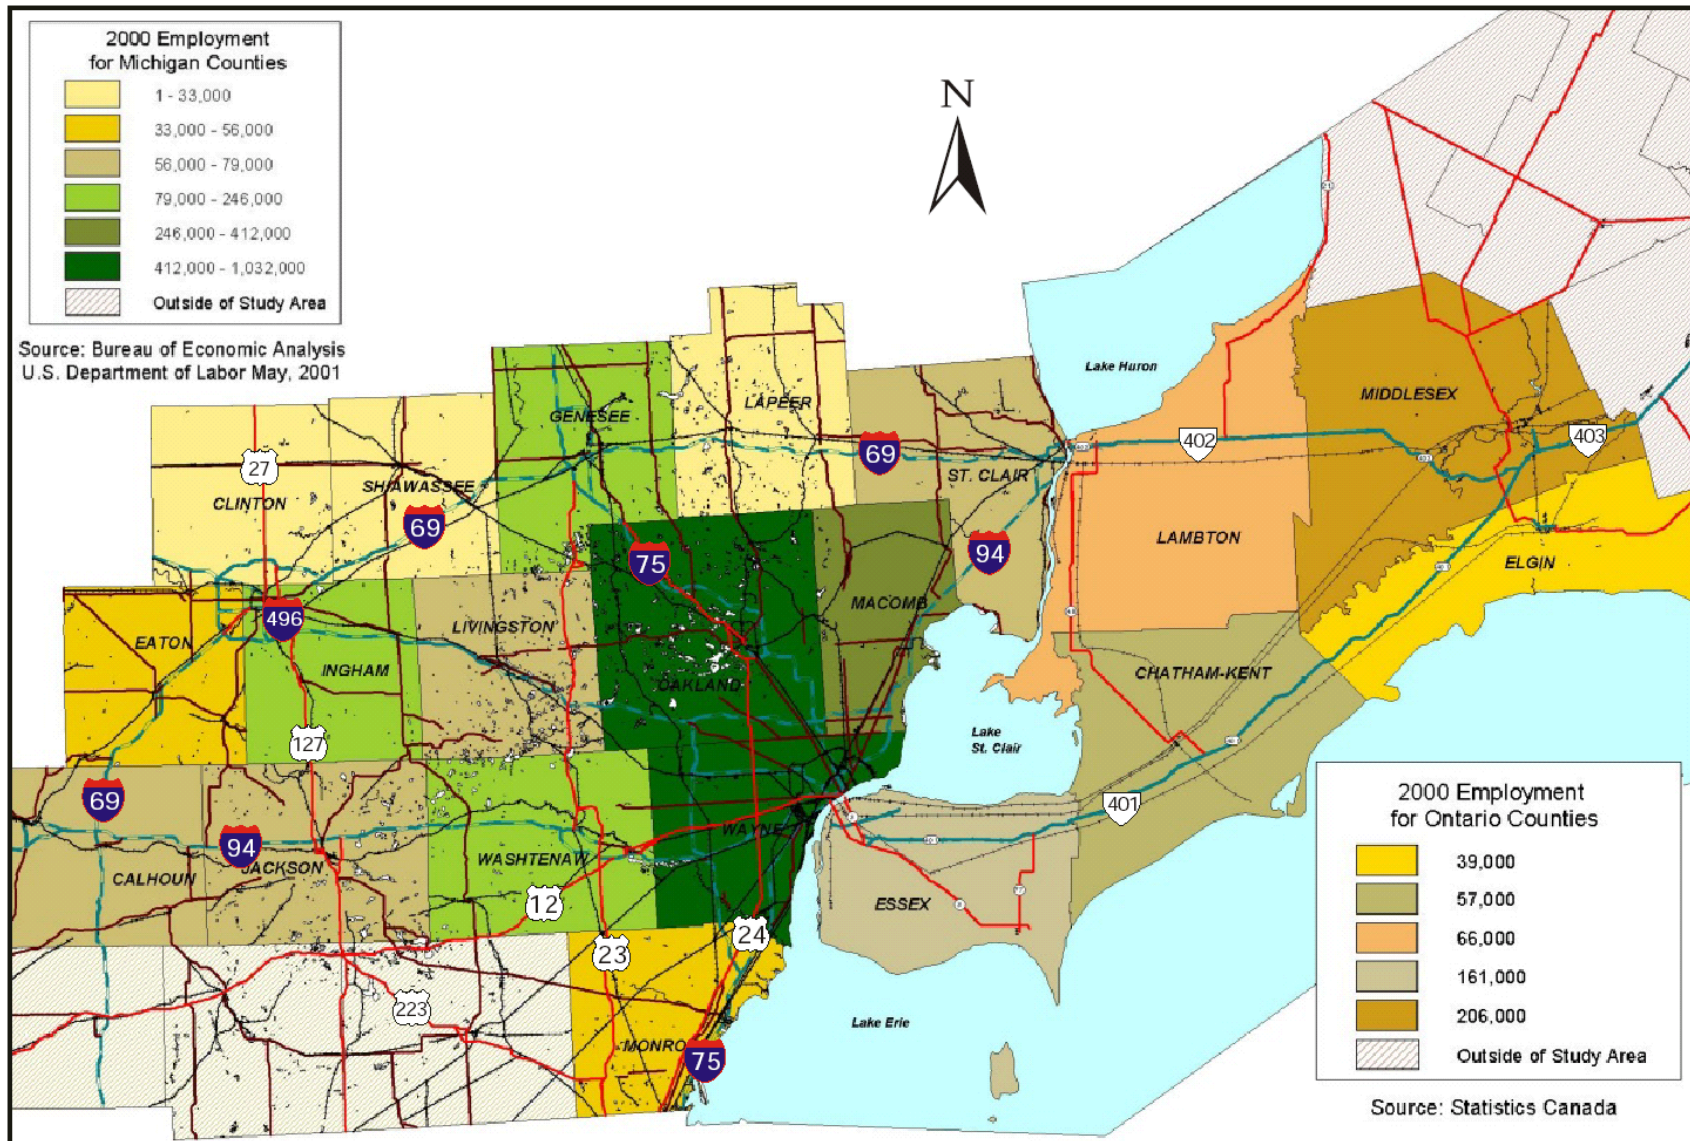 2000 Employment
for Michigan Counties
1 - 33,000
33,000 - 56,000
56,000 - 79,000
79,000 - 246,000
246,000 - 412,000
412,000 - 1,032,000
Outside of Study Area
Source: Bureau of Economic Analysis
U.S. Department of Labor May, 2001
N
21
Lake Huron
GENESEE
LAPEER
MIDDLESEX
27
69
402
403
CLINTON
SHIAWASSEE
ST. CLAIR
69
75
94
LAMBTON
ELGIN
496
EATON
INGHAM
LIVINGSTON
MACOMB
OAKLAND
CHATHAM-KENT
127
Lake
St. Clair
69
401
94
CALHOUN
JACKSON
WASHTENAW
WAYNE
12
ESSEX
77
23
24
223
Lake Erie
MONRO
75
2000 Employment
for Ontario Counties
39,000
57,000
66,000
161,000
206,000
Outside of Study Area
Source: Statistics Canada